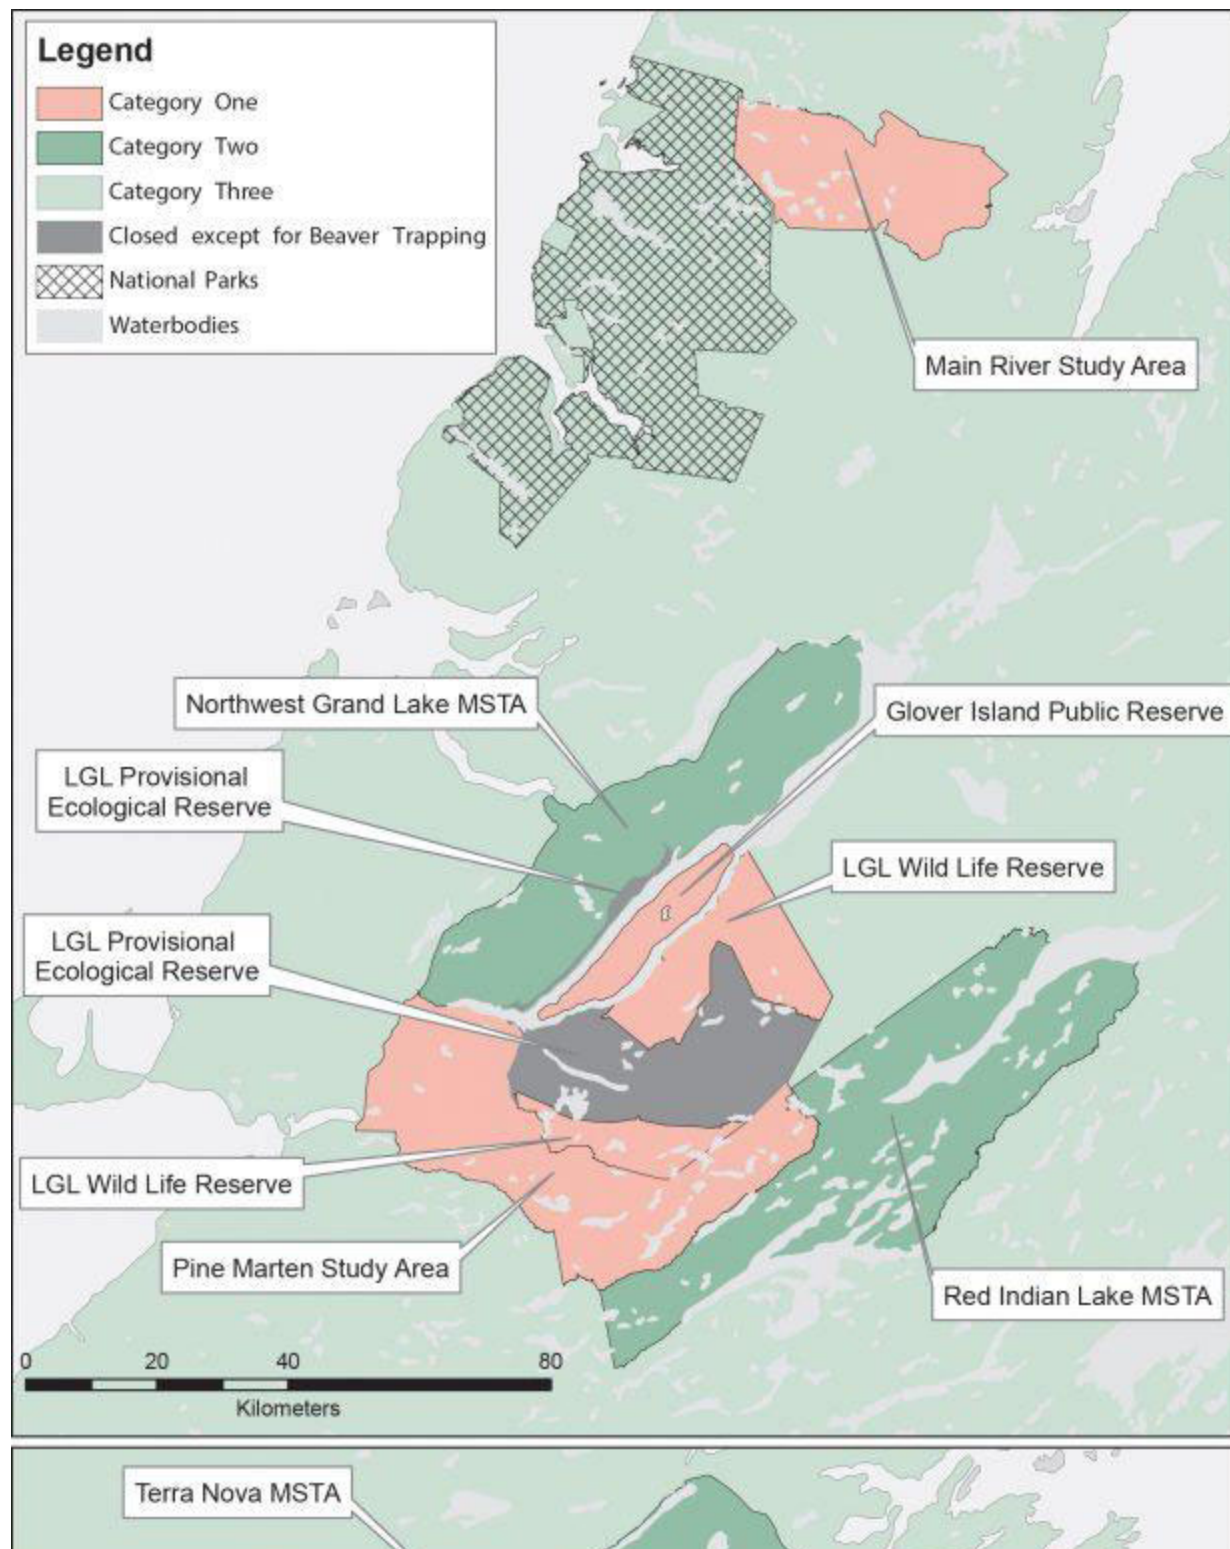 Legend
Category One
Category Two
Category Three
Closed except for Beaver Trapping
National Parks
Waterbodies
Main River Study Area
Northwest Grand Lake MSTA
Glover Island Public Reserve
LGL Provisional
Ecological Reserve
LGL Wild Life Reserve
LGL Provisional
Ecological Reserve
LGL Wild Life Reserve
Pine Marten Study Area
Red Indian Lake MSTA
0 20 40 80
Kilometers
Terra Nova MSTA